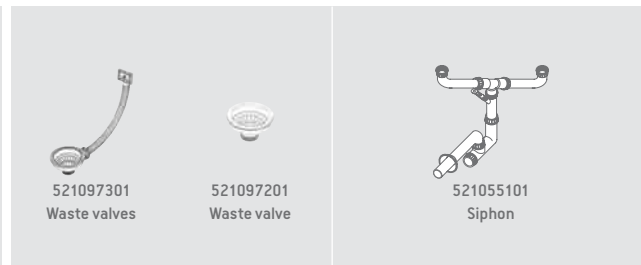 521097301
Waste valves
521097201
Waste valve
521055101
Siphon